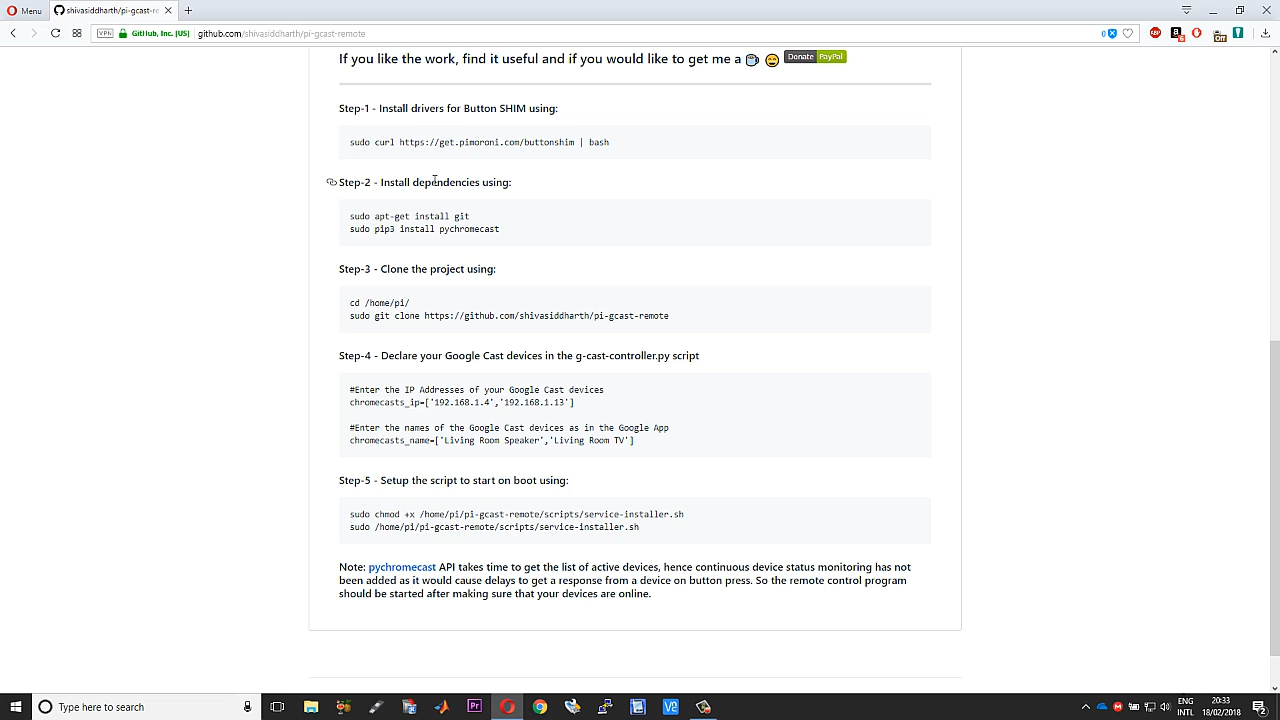 Menu
shivasiddharth/pi-gcast-re
VPN
GitHub, Inc. [US]
github.com/shivasiddharth/pi-gcast-remote
0
ABP
6
Off
If you like the work, find it useful and if you would like to get me a
Donate PayPal
Step-1 - Install drivers for Button SHIM using:
sudo curl https://get.pimoroni.com/buttonshim | bash
Step-2 - Install dependencies using:
sudo apt-get install git
sudo pip3 install pychromecast
Step-3 - Clone the project using:
cd /home/pi/
sudo git clone https://github.com/shivasiddharth/pi-gcast-remote
Step-4 - Declare your Google Cast devices in the g-cast-controller.py script
#Enter the IP Addresses of your Google Cast devices
chromecasts_ip=['192.168.1.4','192.168.1.13']
#Enter the names of the Google Cast devices as in the Google App
chromecasts_name=['Living Room Speaker','Living Room TV']
Step-5 - Setup the script to start on boot using:
sudo chmod +x /home/pi/pi-gcast-remote/scripts/service-installer.sh
sudo /home/pi/pi-gcast-remote/scripts/service-installer.sh
Note: pychromecast API takes time to get the list of active devices, hence continuous device status monitoring has not
been added as it would cause delays to get a response from a device on button press. So the remote control program
should be started after making sure that your devices are online.
Type here to search
Pr
ENG
INTL
20:33
18/02/2018
2